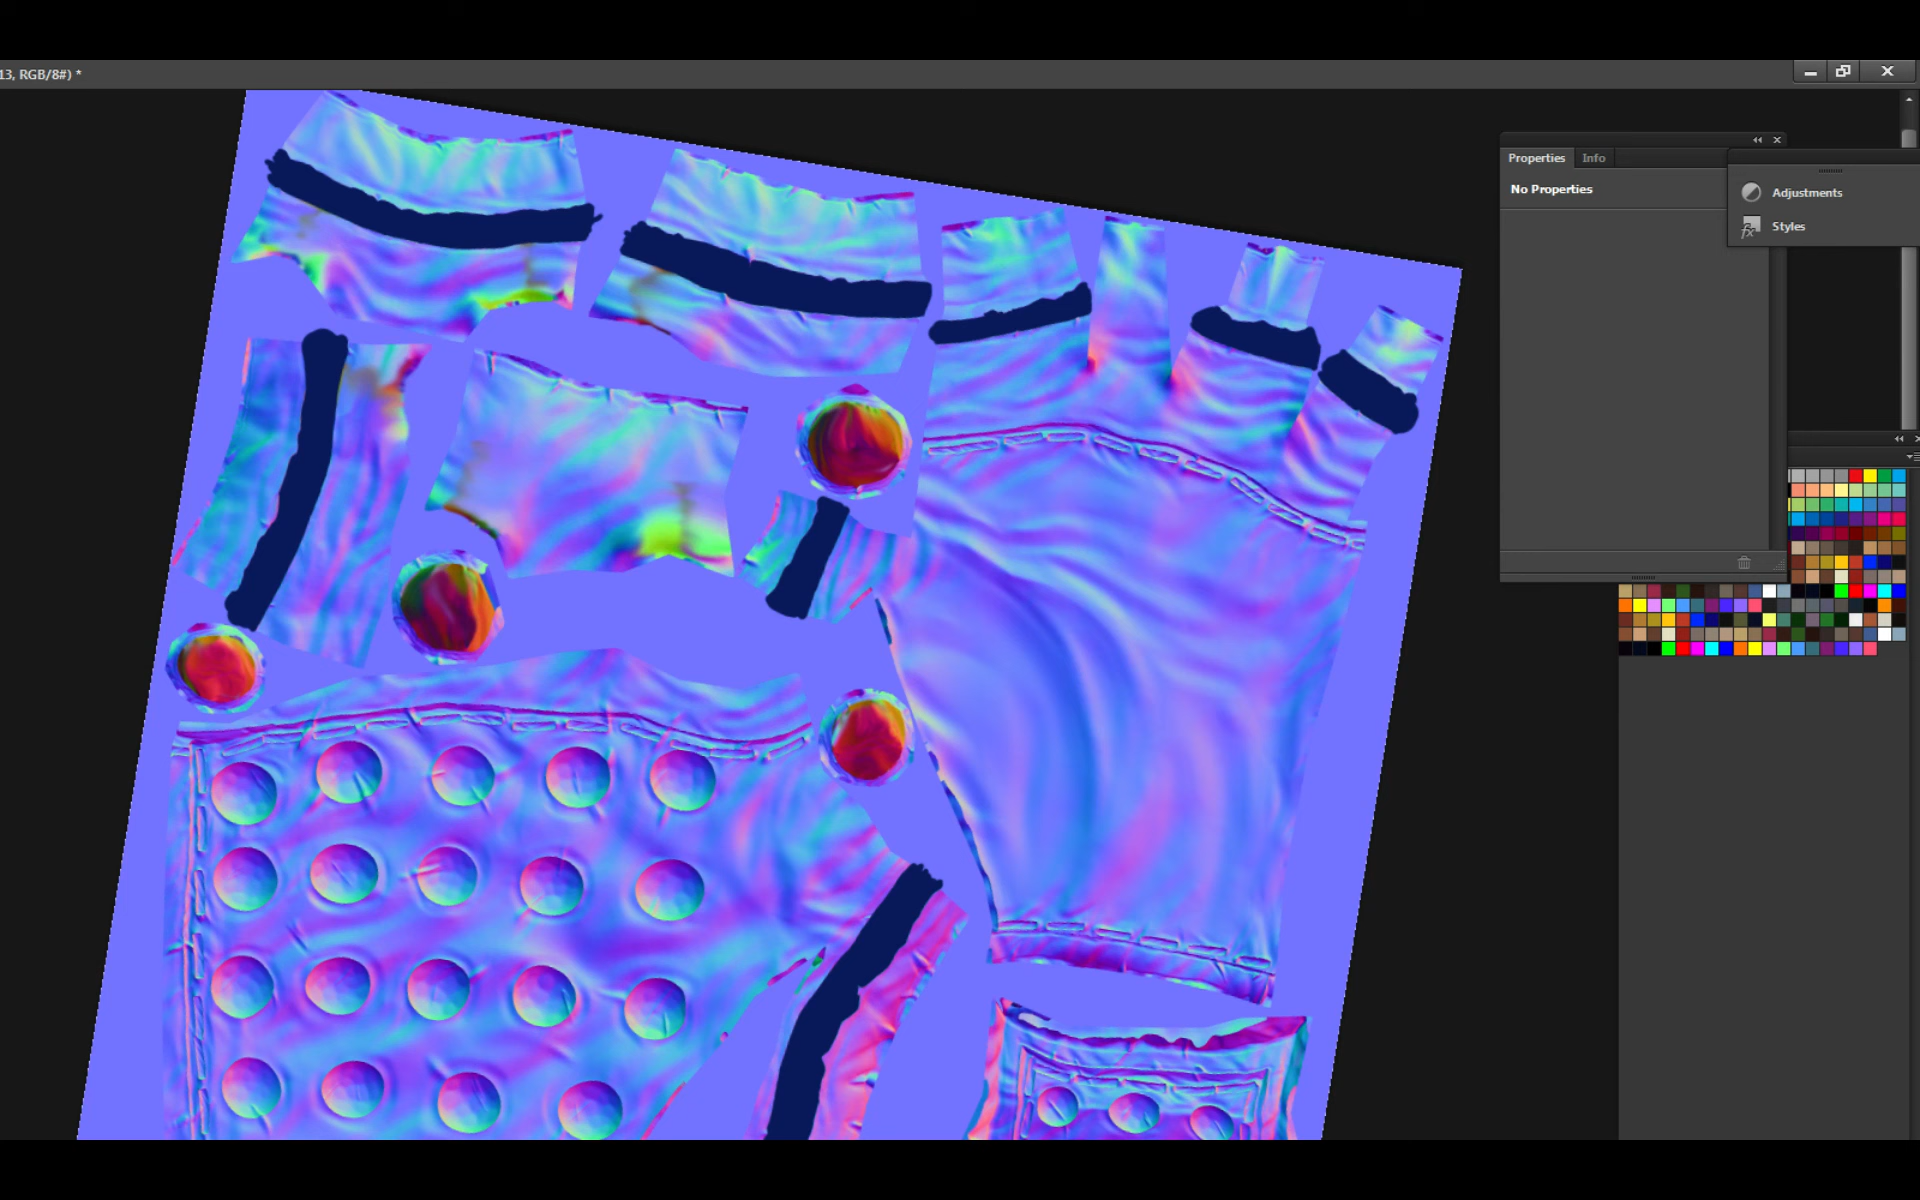 13, RGB/8#) *
Properties Info
No Properties
Adjustments
Styles